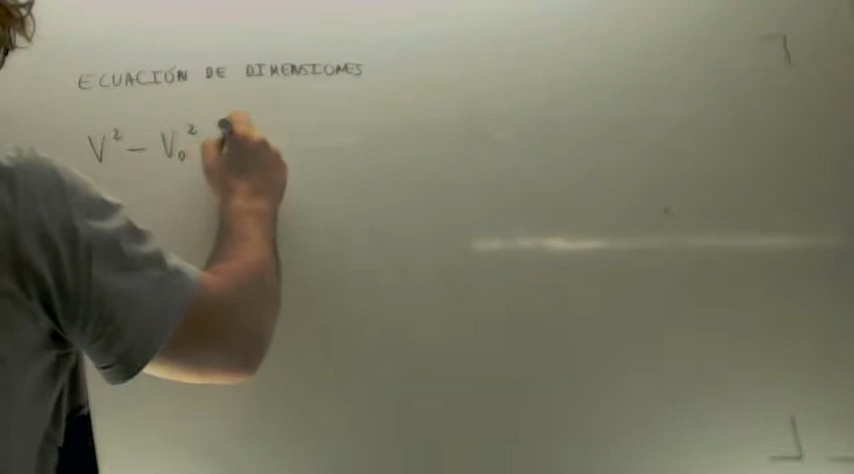 ECUACIÓN DE DIMENSIONES
V² - V₀²